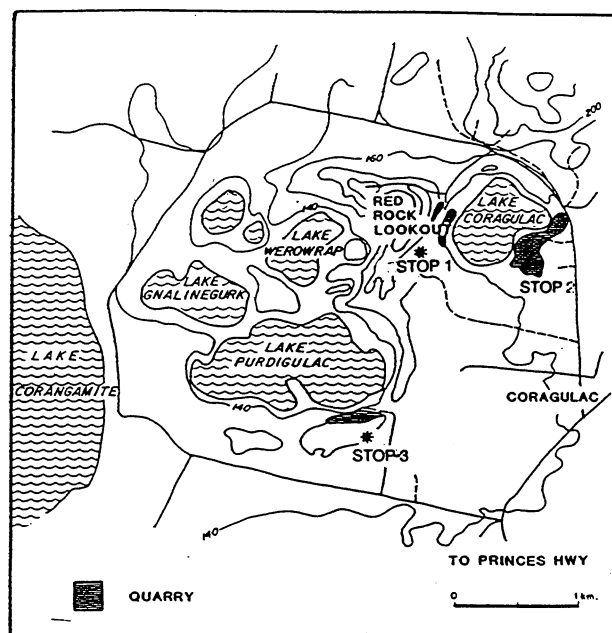 200
160
RED
ROCK
LOOKOUT
LAKE
CORAGULAC
140
LAKE
WEROWRAP
STOP 1
STOP 2
LAKE
GNALINEGURK
LAKE
PURDIGULAC
LAKE
CORANGAMITE
CORAGULAC
140
STOP-3
140
TO PRINCES HWY
QUARRY
0 1 km.